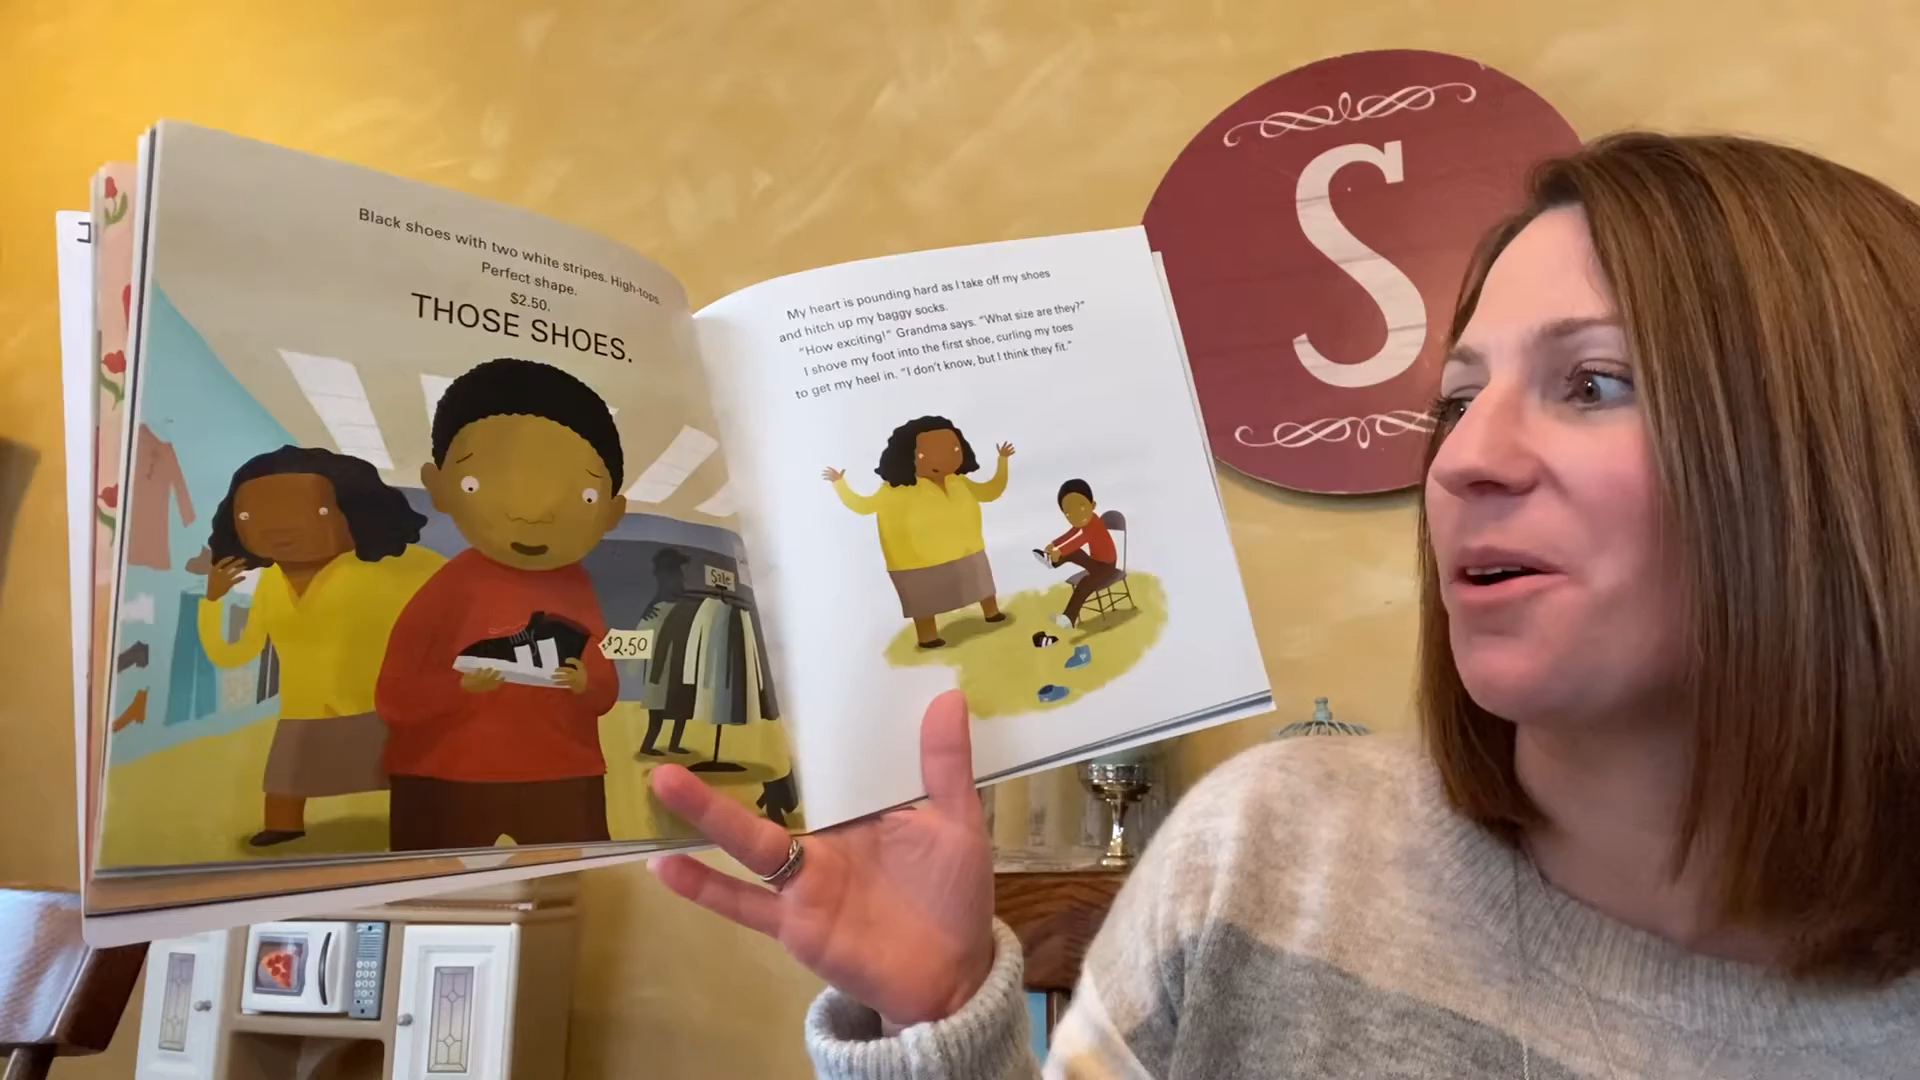 Black shoes with two white stripes. High-tops.
Perfect shape.
$2.50.
THOSE SHOES.
Sale
$2.50
My heart is pounding hard as I take off my shoes
and hitch up my baggy socks.
"How exciting!" Grandma says. "What size are they?"
I shove my foot into the first shoe, curling my toes
to get my heel in. "I don't know, but I think they fit."
S